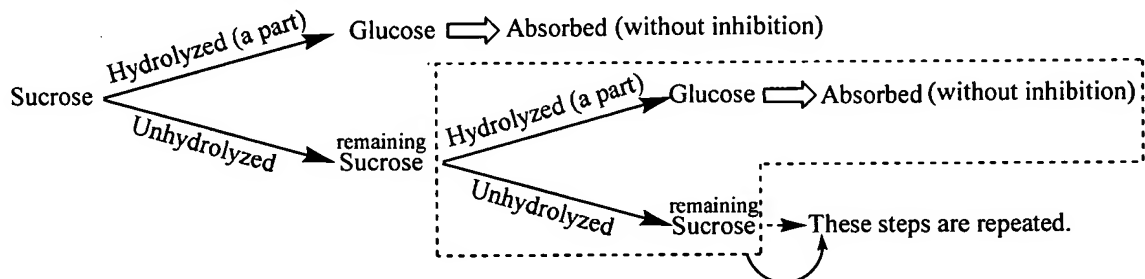 Hydrolyzed (a part)
Glucose
Absorbed (without inhibition)
Sucrose
Unhydrolyzed
remaining
Sucrose
Hydrolyzed (a part)
Glucose
Absorbed (without inhibition)
Unhydrolyzed
remaining
Sucrose
These steps are repeated.